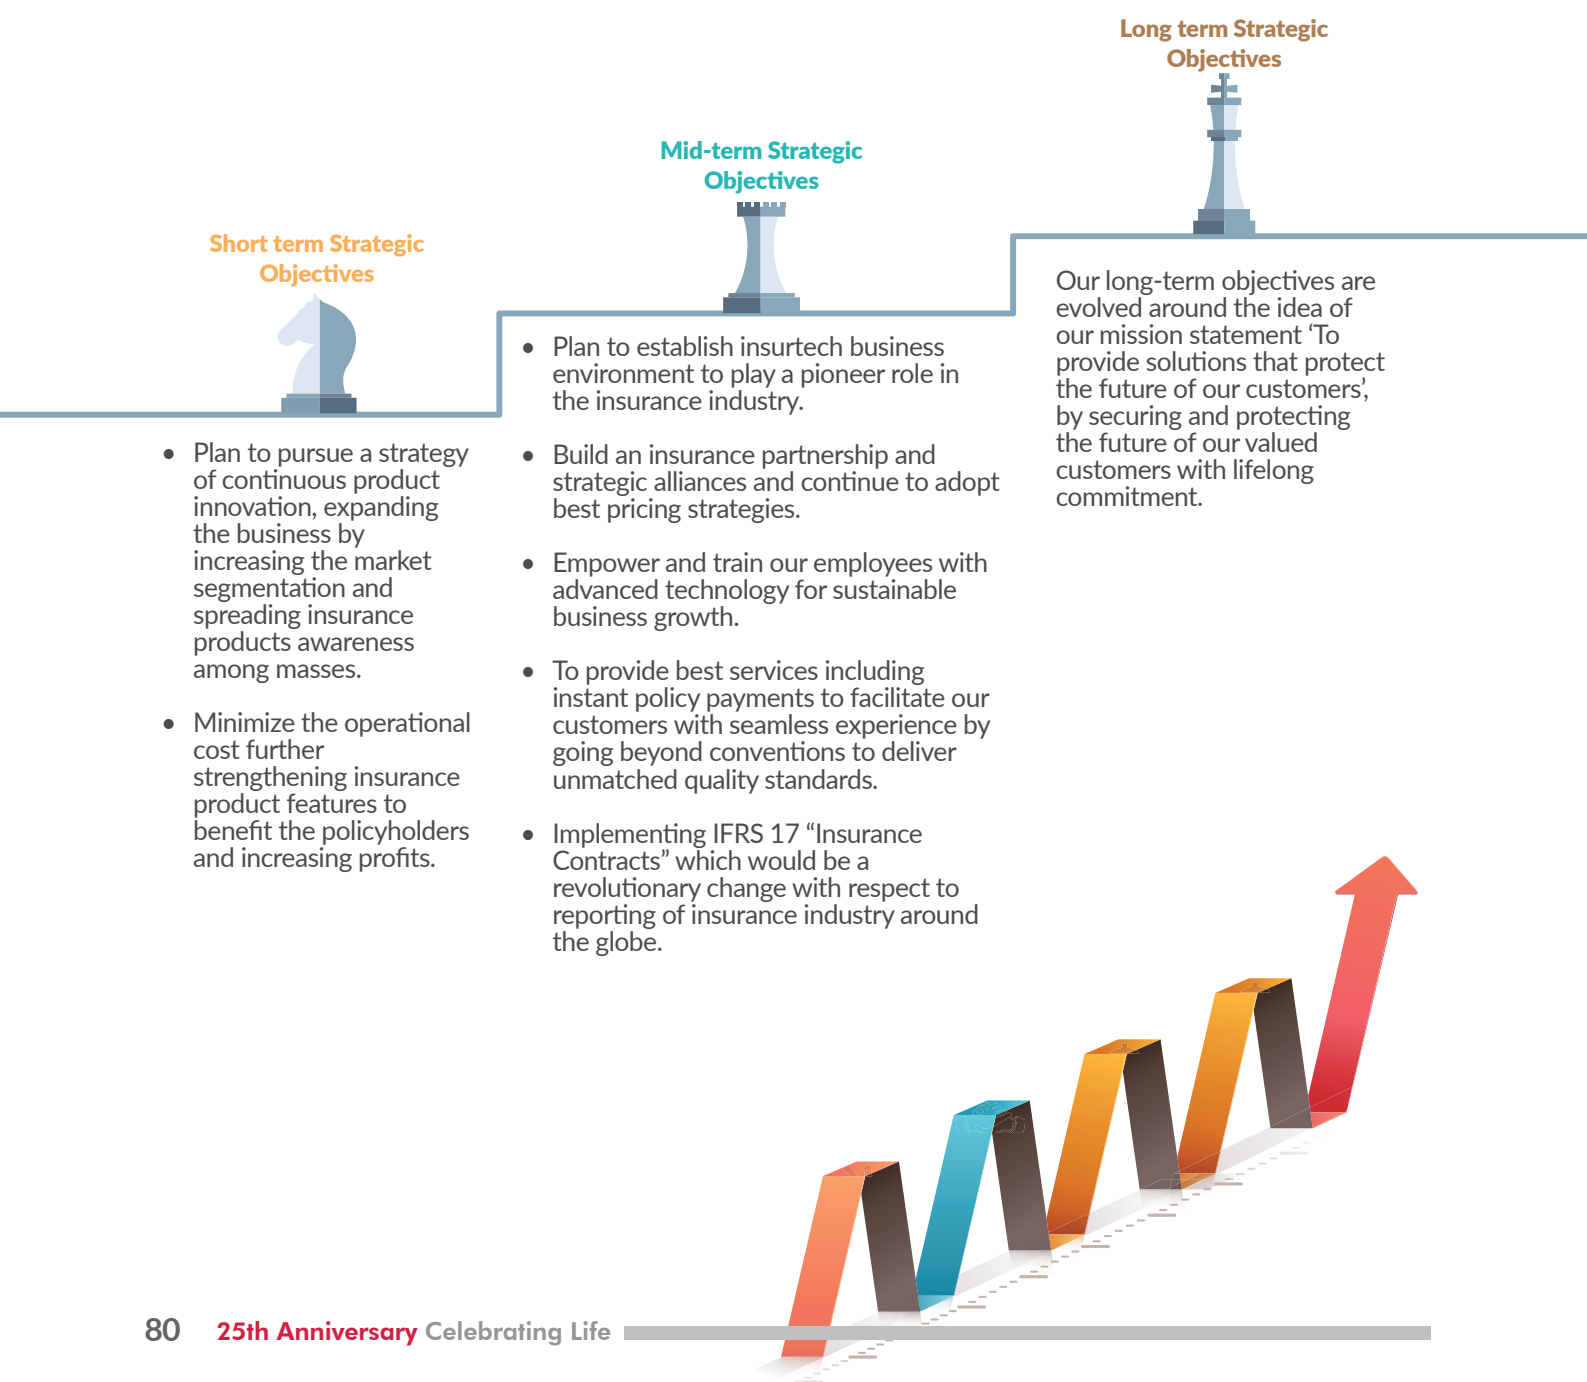 Short term Strategic
Objectives
• Plan to pursue a strategy
of continuous product
innovation, expanding
the business by
increasing the market
segmentation and
spreading insurance
products awareness
among masses.
• Minimize the operational
cost further
strengthening insurance
product features to
benefit the policyholders
and increasing profits.
Mid-term Strategic
Objectives
• Plan to establish insurtech business
environment to play a pioneer role in
the insurance industry.
• Build an insurance partnership and
strategic alliances and continue to adopt
best pricing strategies.
• Empower and train our employees with
advanced technology for sustainable
business growth.
• To provide best services including
instant policy payments to facilitate our
customers with seamless experience by
going beyond conventions to deliver
unmatched quality standards.
• Implementing IFRS 17 “Insurance
Contracts” which would be a
revolutionary change with respect to
reporting of insurance industry around
the globe.
Long term Strategic
Objectives
Our long-term objectives are
evolved around the idea of
our mission statement ‘To
provide solutions that protect
the future of our customers’,
by securing and protecting
the future of our valued
customers with lifelong
commitment.
80 25th Anniversary Celebrating Life